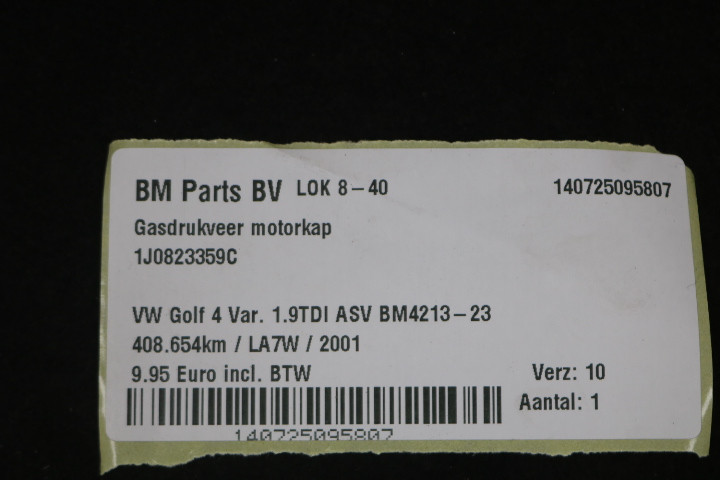 BM Parts BV LOK 8-40 140725095807
Gasdrukveer motorkap
1J0823359C
VW Golf 4 Var. 1.9TDI ASV BM4213-23
408.654km / LA7W / 2001
9.95 Euro incl. BTW Verz: 10
Aantal: 1
140725095807